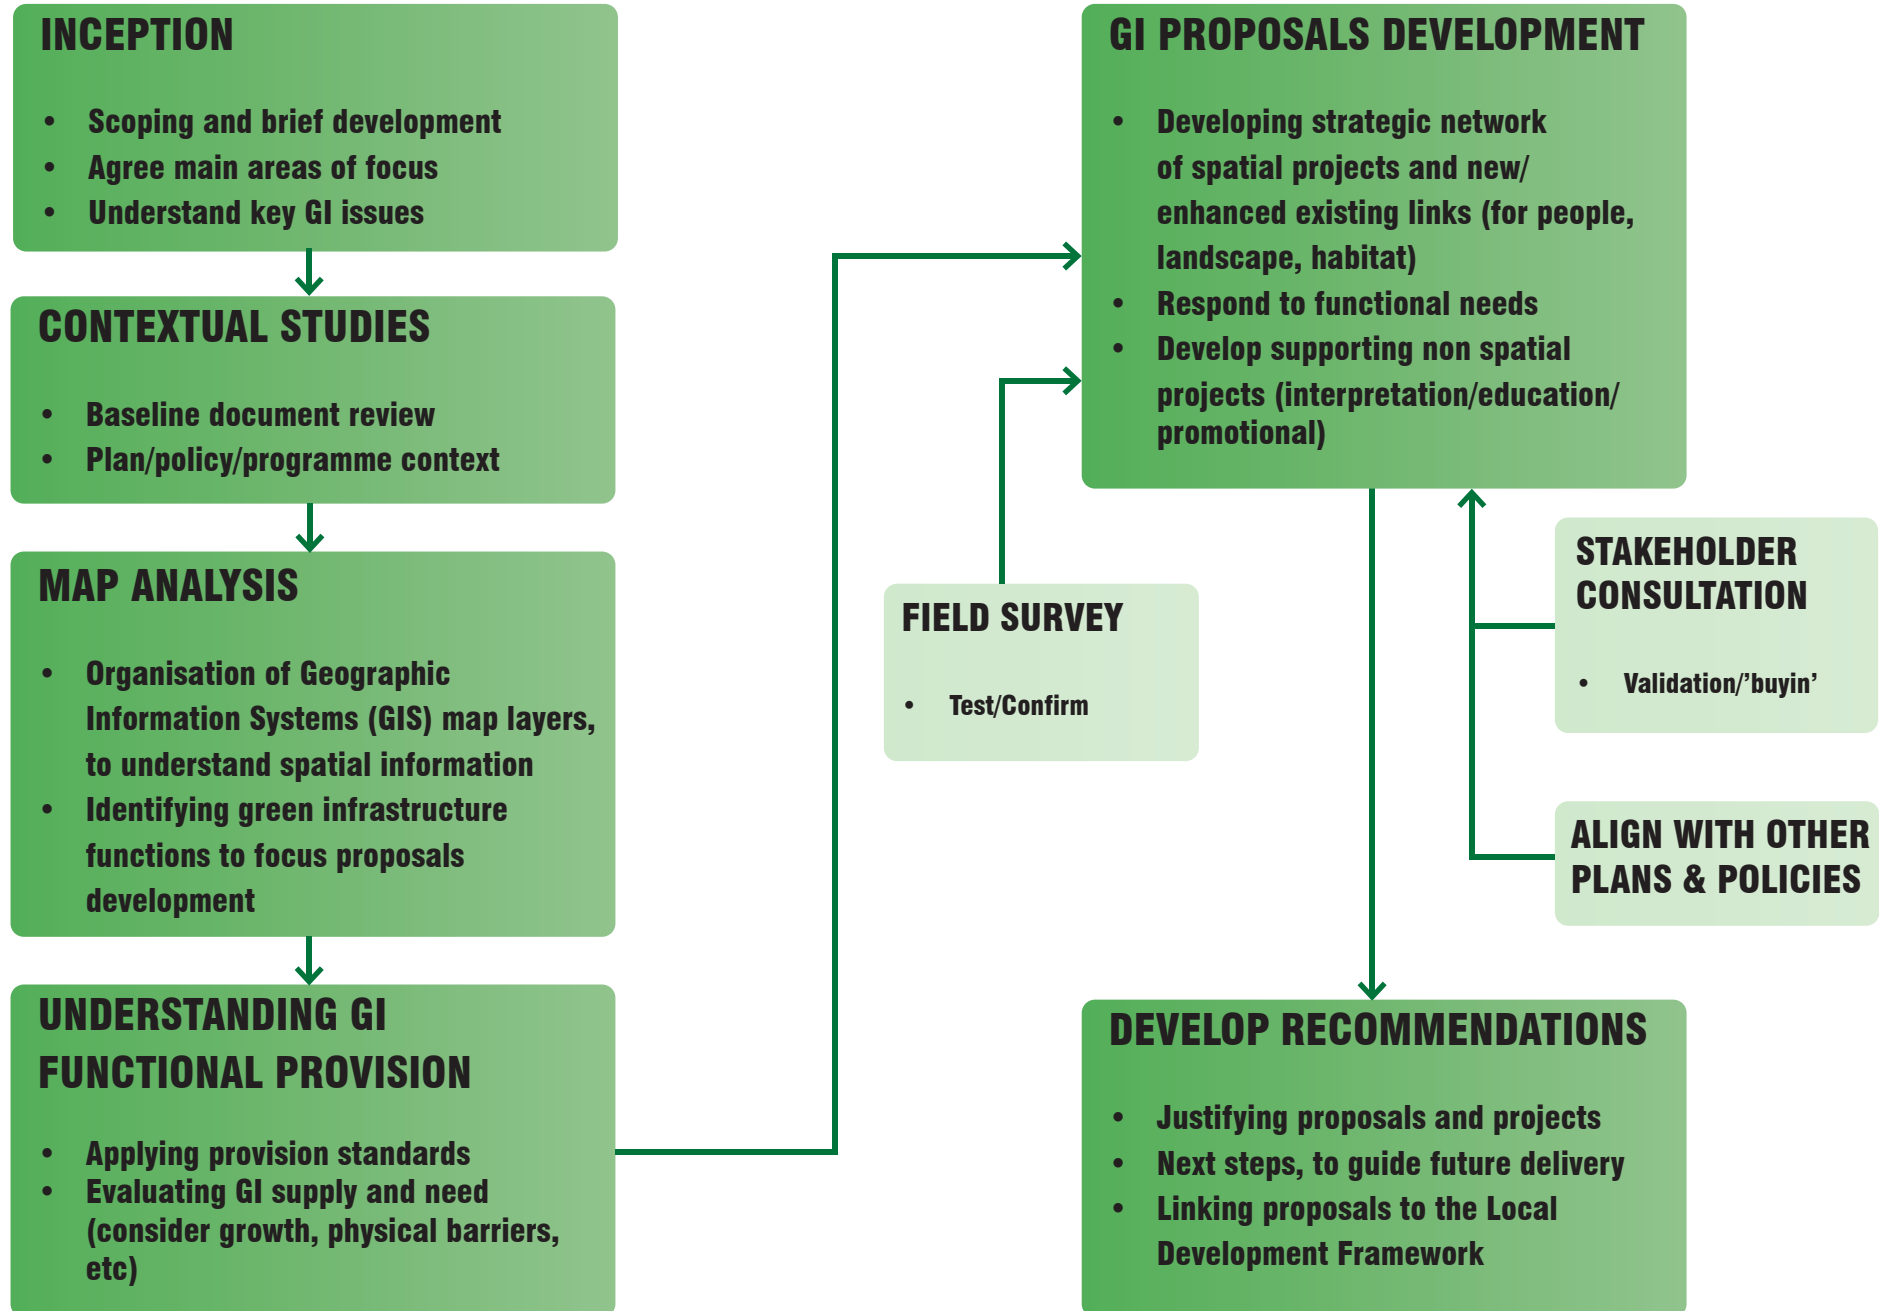 INCEPTION
• Scoping and brief development
• Agree main areas of focus
• Understand key GI issues
CONTEXTUAL STUDIES
• Baseline document review
• Plan/policy/programme context
MAP ANALYSIS
• Organisation of Geographic
Information Systems (GIS) map layers,
to understand spatial information
• Identifying green infrastructure
functions to focus proposals
development
UNDERSTANDING GI
FUNCTIONAL PROVISION
• Applying provision standards
• Evaluating GI supply and need
(consider growth, physical barriers,
etc)
FIELD SURVEY
• Test/Confirm
GI PROPOSALS DEVELOPMENT
• Developing strategic network
of spatial projects and new/
enhanced existing links (for people,
landscape, habitat)
• Respond to functional needs
• Develop supporting non spatial
projects (interpretation/education/
promotional)
STAKEHOLDER
CONSULTATION
• Validation/’buyin’
ALIGN WITH OTHER
PLANS & POLICIES
DEVELOP RECOMMENDATIONS
• Justifying proposals and projects
• Next steps, to guide future delivery
• Linking proposals to the Local
Development Framework